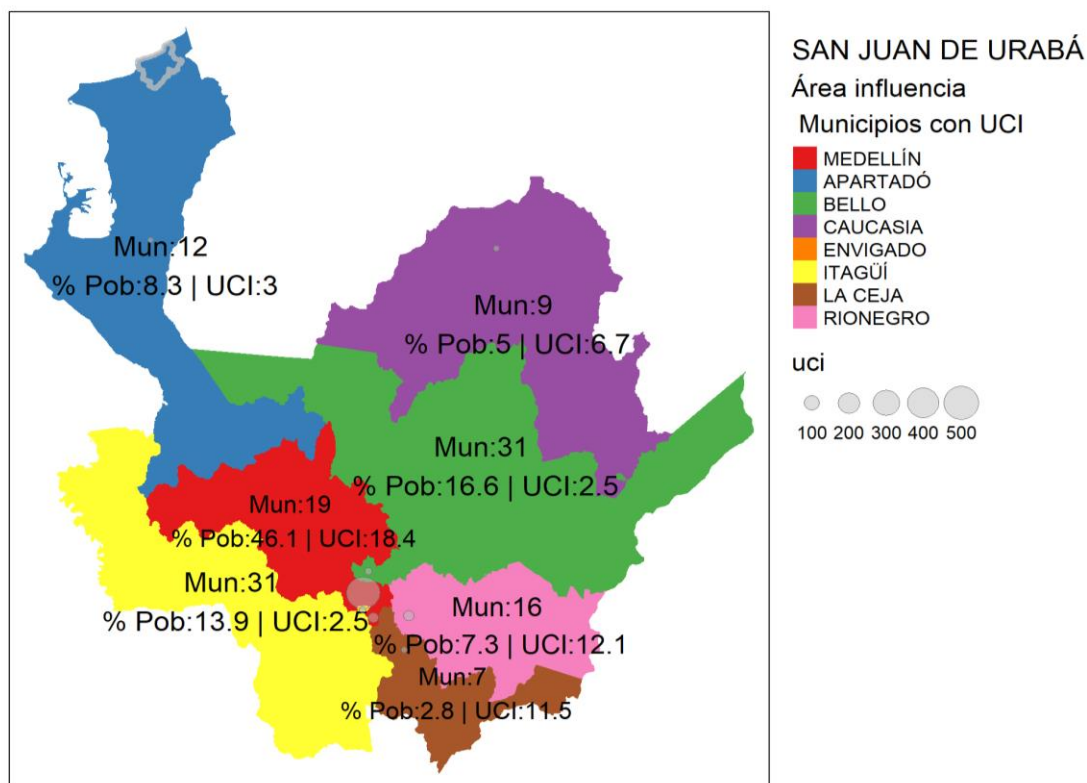 SAN JUAN DE URABÁ
Área influencia
Municipios con UCI
MEDELLÍN
APARTADÓ
BELLO
CAUCASIA
ENVIGADO
ITAGÜÍ
LA CEJA
RIONEGRO
uci
100 200 300 400 500
Mun:12
% Pob:8.3 | UCI:3
Mun:9
% Pob:5 | UCI:6.7
Mun:31
% Pob:16.6 | UCI:2.5
Mun:19
% Pob:46.1 | UCI:18.4
Mun:31
% Pob:13.9 | UCI:2.5
Mun:16
% Pob:7.3 | UCI:12.1
Mun:7
% Pob:2.8 | UCI:11.5